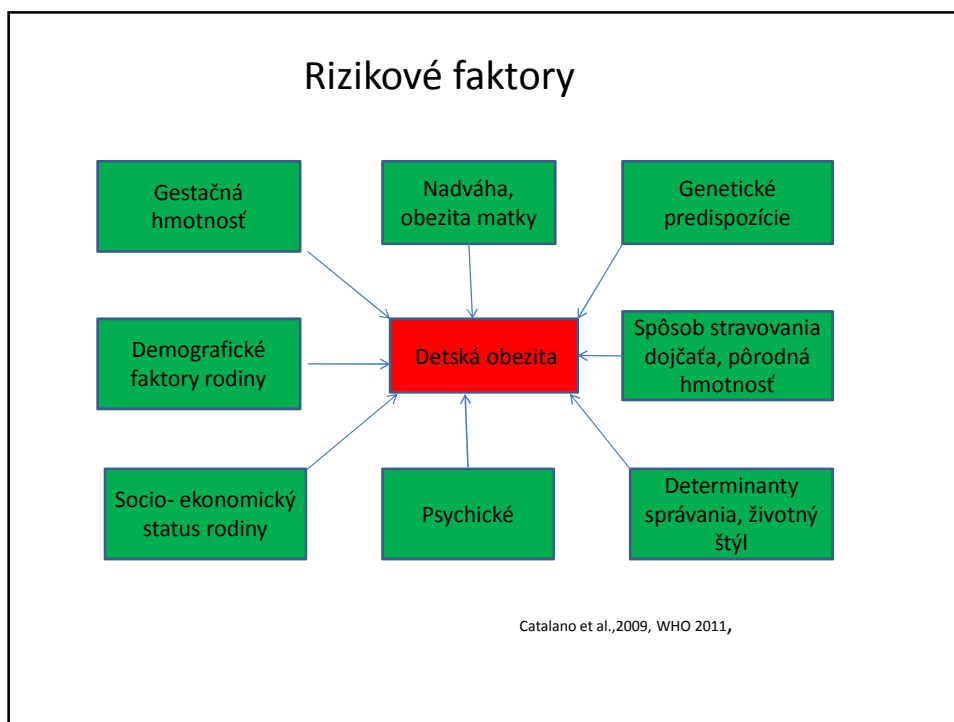 Rizikové faktory
Gestačná
hmotnosť
Nadváha,
obezita matky
Genetické
predispozície
Demografické
faktory rodiny
Detská obezita
Spôsob stravovania
dojčaťa, pôrodná
hmotnosť
Socio- ekonomický
status rodiny
Psychické
Determinanty
správania, životný
štýl
Catalano et al.,2009, WHO 2011,